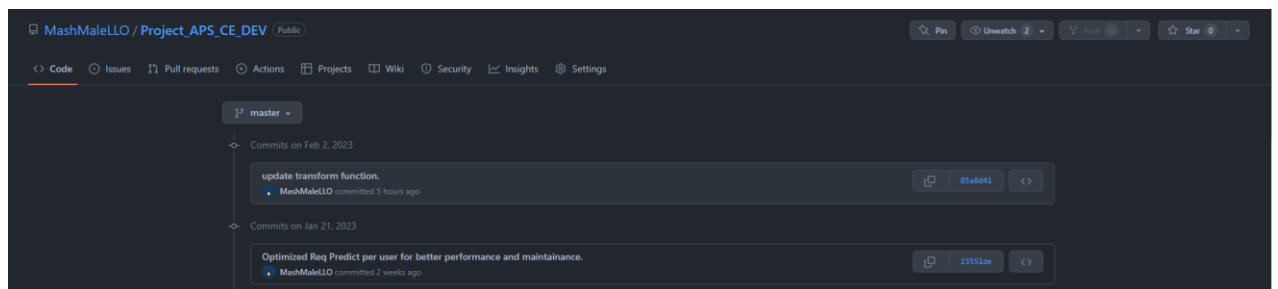 MashMaleLLO / Project_APS_CE_DEV Public
Pin Unwatch 2 Fork Star 0
Code Issues Pull requests Actions Projects Wiki Security Insights Settings
master
Commits on Feb 2, 2023
update transform function.
MashMaleLLO committed 5 hours ago
85a8d41
Commits on Jan 21, 2023
Optimized Req Predict per user for better performance and maintainance.
MashMaleLLO committed 2 weeks ago
23551de